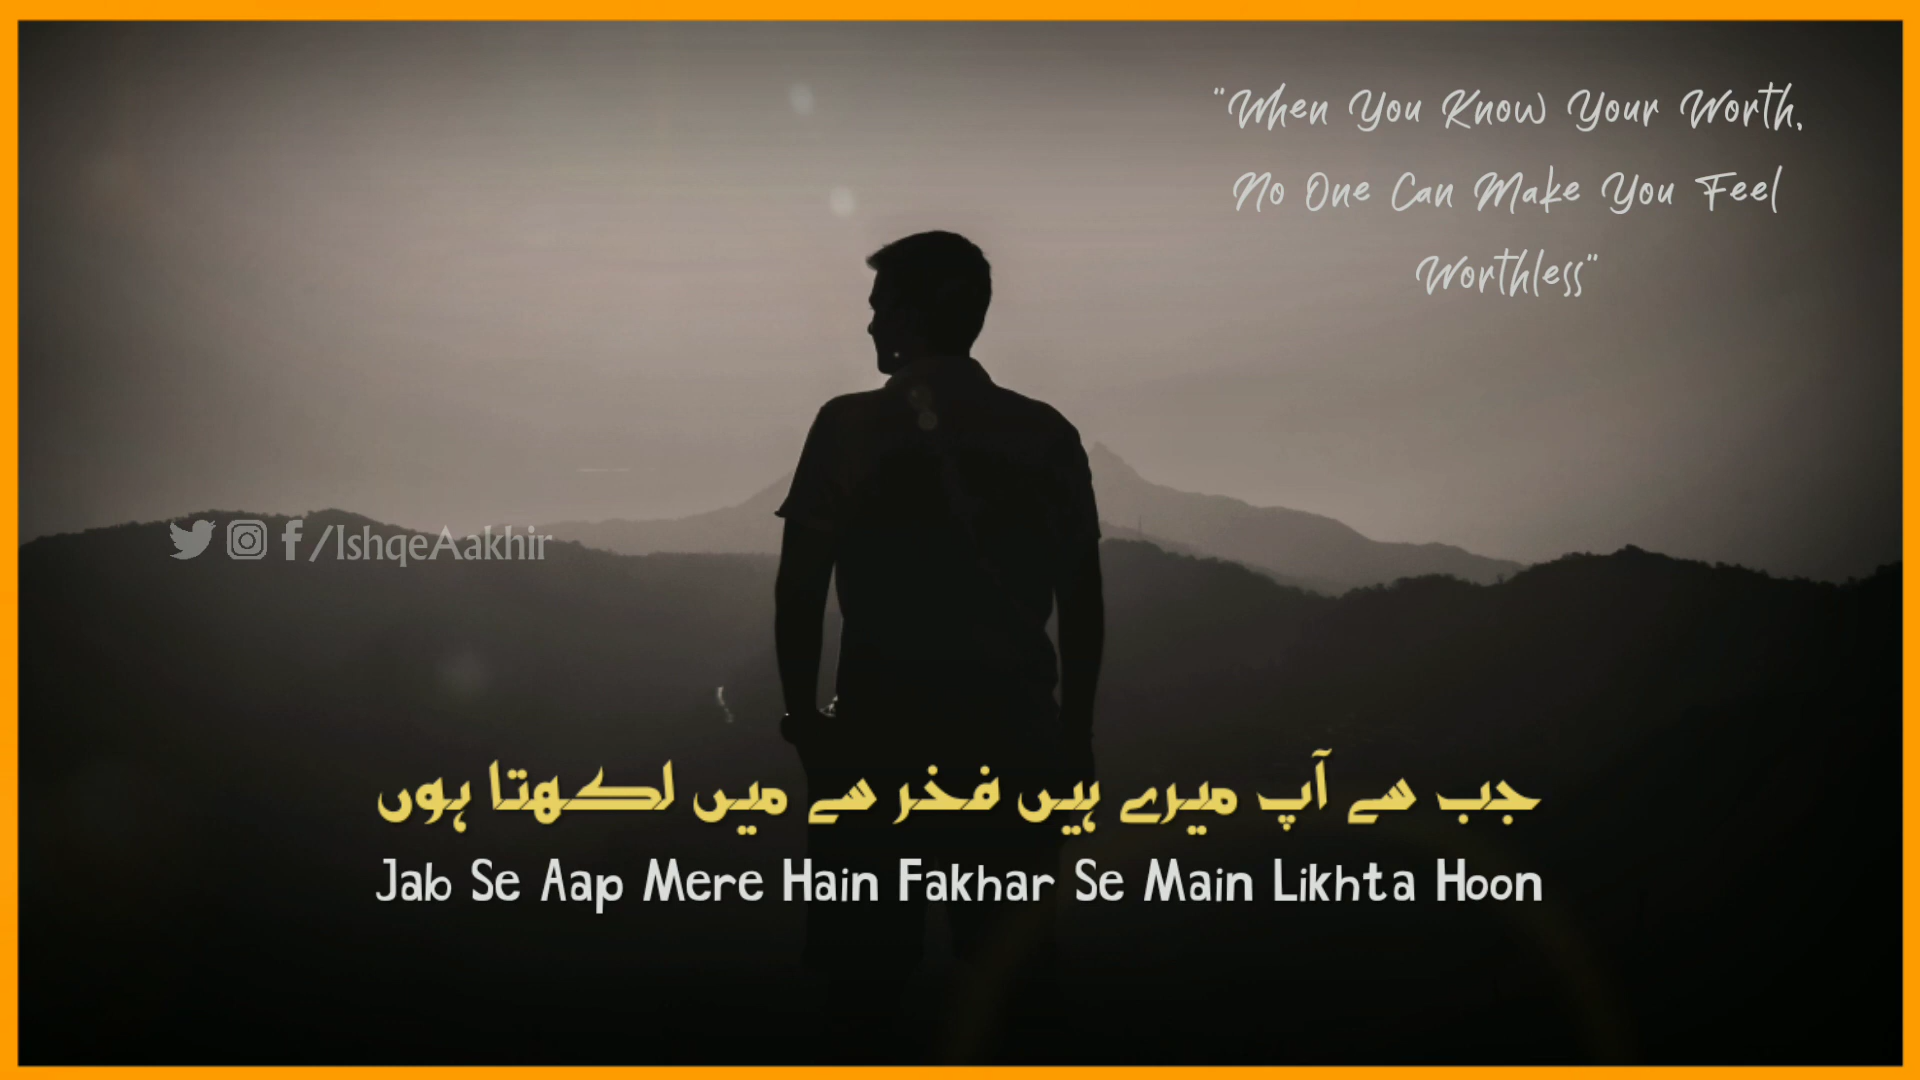 "When You Know Your Worth,
No One Can Make You Feel
Worthless"
/IshqeAakhir
جب سے آپ میرے ہیں فخر سے میں لکھتا ہوں
Jab Se Aap Mere Hain Fakhar Se Main Likhta Hoon